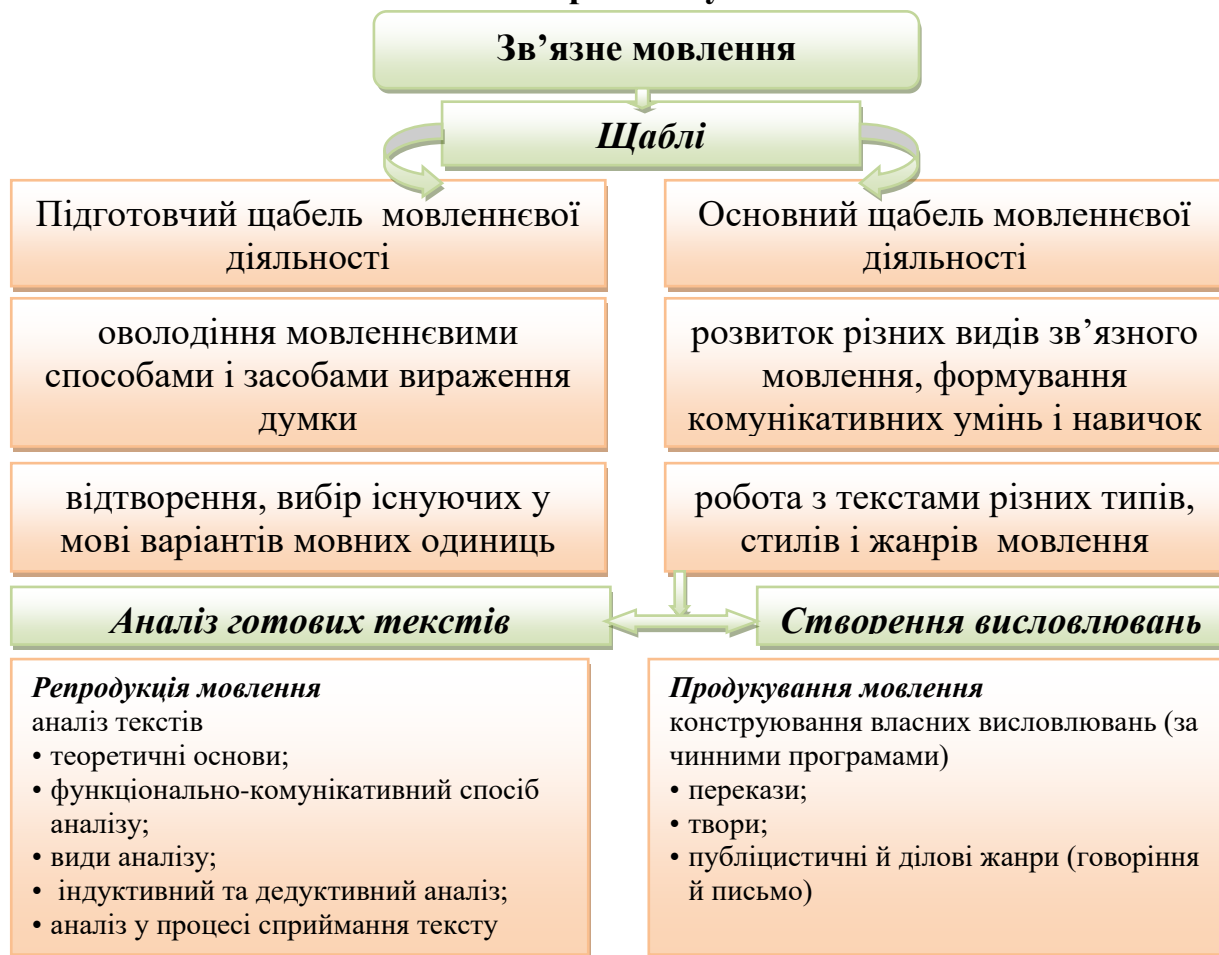 Зв’язне мовлення
Щаблі
Підготовчий щабель мовленнєвої
діяльності
Основний щабель мовленнєвої
діяльності
оволодіння мовленнєвими
способами і засобами вираження
думки
розвиток різних видів зв’язного
мовлення, формування
комунікативних умінь і навичок
відтворення, вибір існуючих у
мові варіантів мовних одиниць
робота з текстами різних типів,
стилів і жанрів мовлення
Аналіз готових текстів
Створення висловлювань
Репродукція мовлення
аналіз текстів
• теоретичні основи;
• функціонально-комунікативний спосіб
аналізу;
• види аналізу;
• індуктивний та дедуктивний аналіз;
• аналіз у процесі сприймання тексту
Продукування мовлення
конструювання власних висловлювань (за
чинними програмами)
• перекази;
• твори;
• публіцистичні й ділові жанри (говоріння
й письмо)